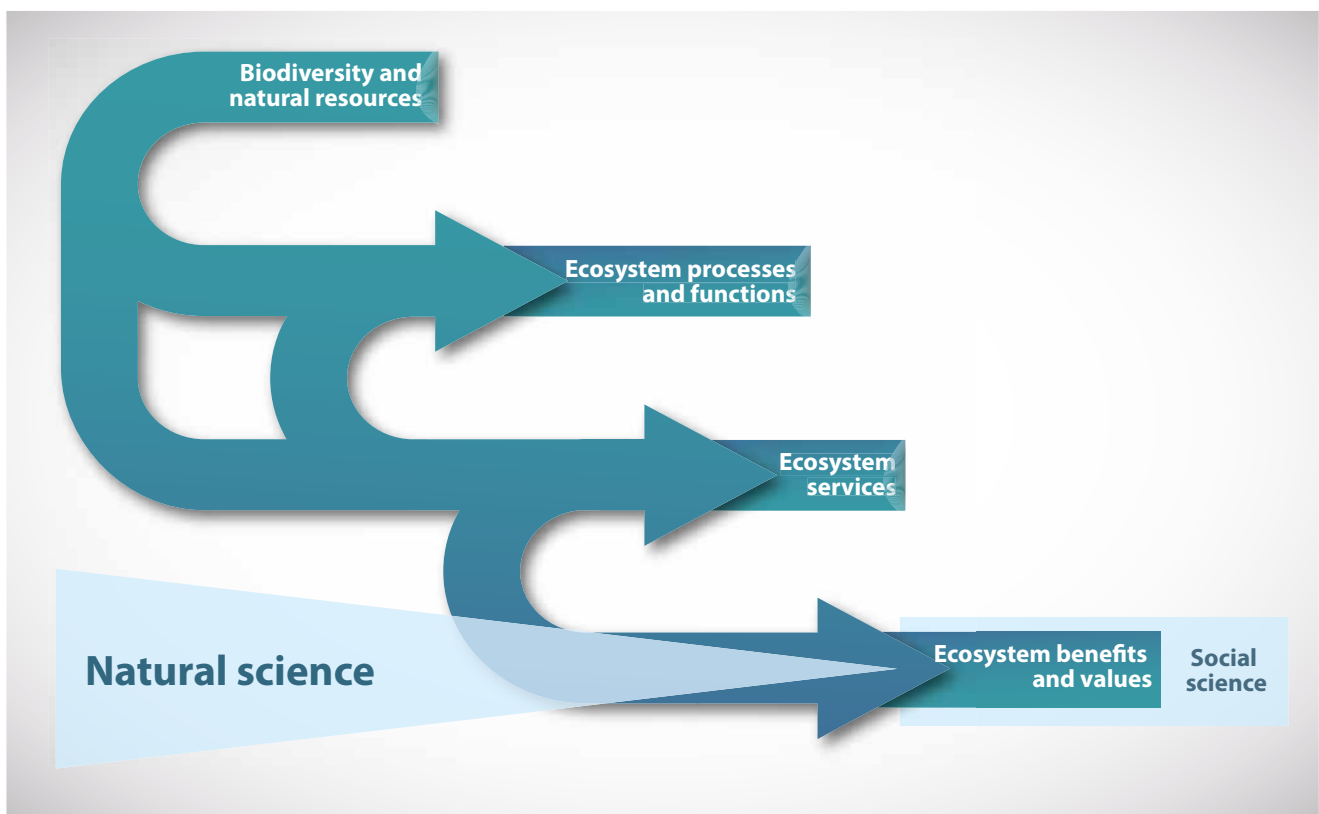 Biodiversity and
natural resources
Ecosystem processes
and functions
Ecosystem
services
Natural science
Ecosystem benefits
and values
Social
science